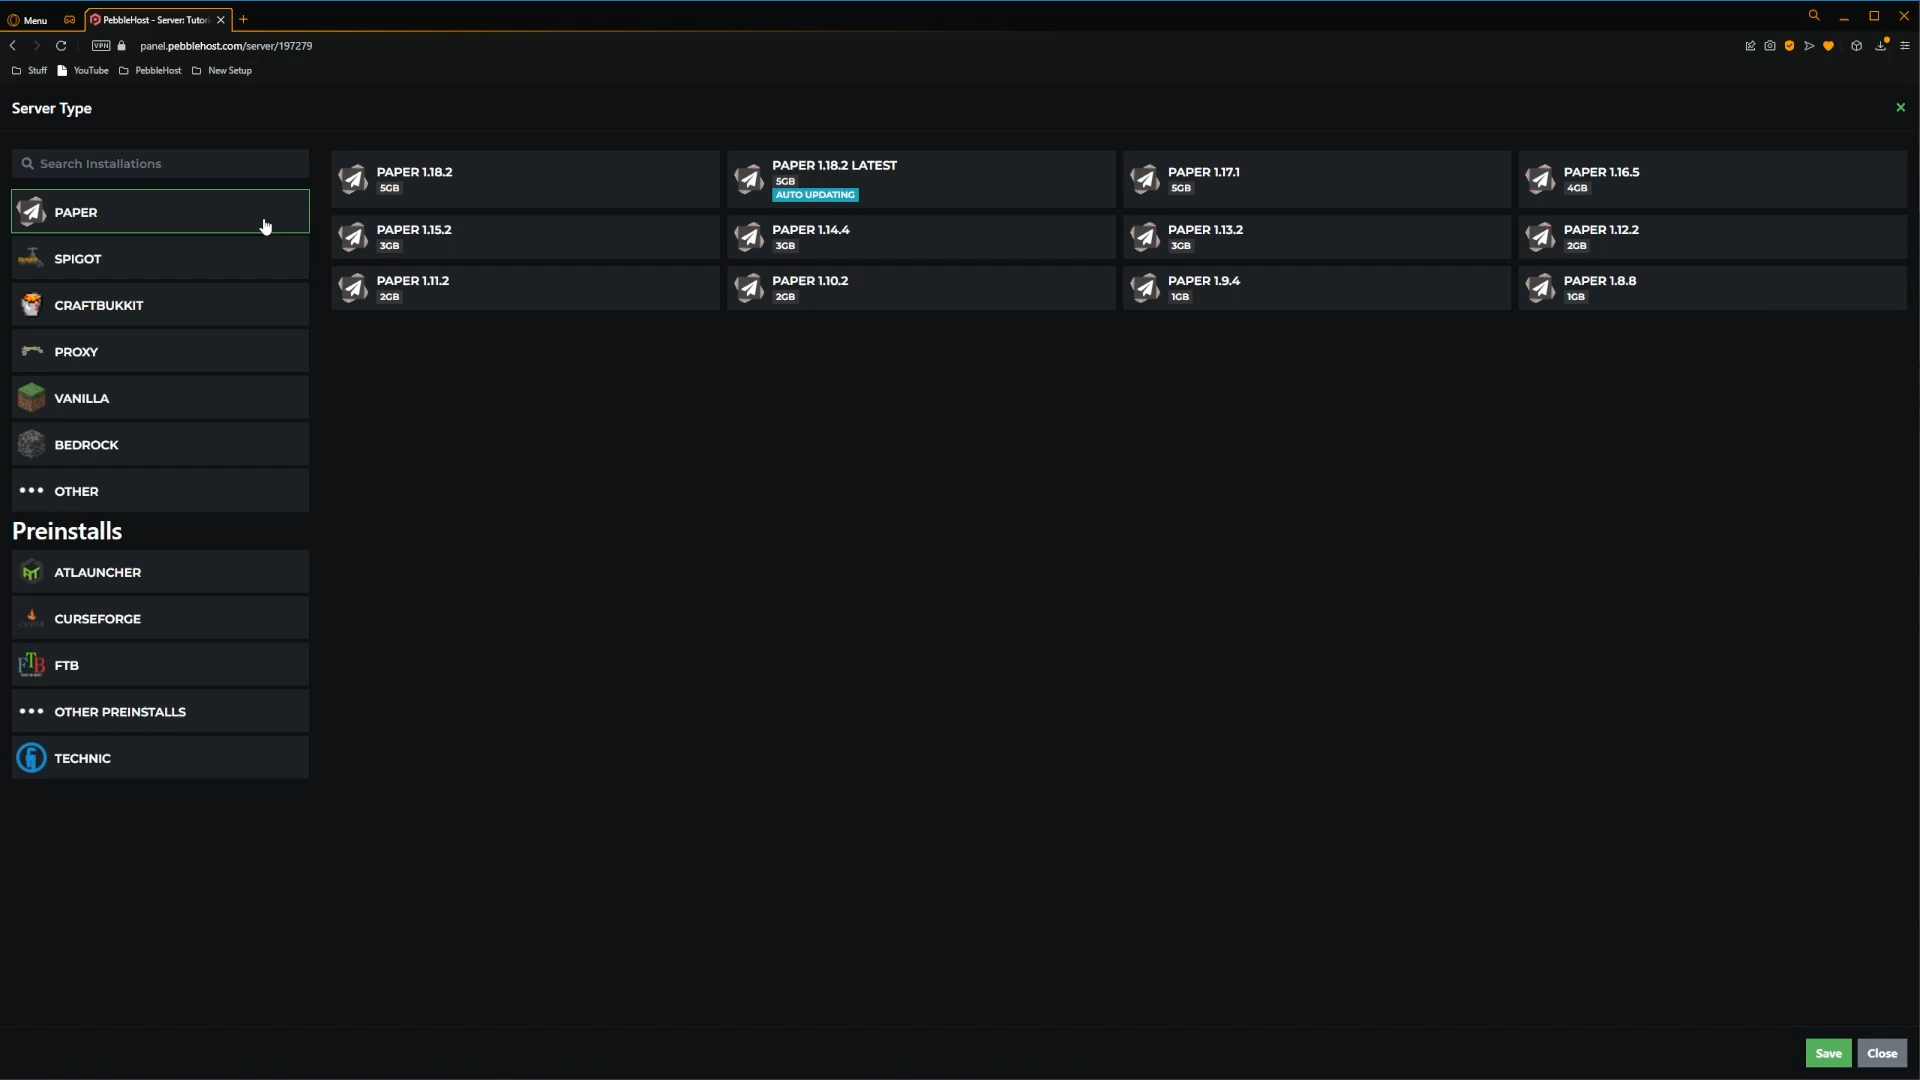 Menu
PebbleHost - Server: Tutori
VPN
panel.pebblehost.com/server/197279
Stuff
YouTube
PebbleHost
New Setup
Server Type
Search Installations
PAPER
SPIGOT
CRAFTBUKKIT
PROXY
VANILLA
BEDROCK
OTHER
Preinstalls
ATLAUNCHER
CURSEFORGE
FTB
OTHER PREINSTALLS
TECHNIC
PAPER 1.18.2
5GB
PAPER 1.18.2 LATEST
5GB
AUTO UPDATING
PAPER 1.17.1
5GB
PAPER 1.16.5
4GB
PAPER 1.15.2
3GB
PAPER 1.14.4
3GB
PAPER 1.13.2
3GB
PAPER 1.12.2
2GB
PAPER 1.11.2
2GB
PAPER 1.10.2
2GB
PAPER 1.9.4
1GB
PAPER 1.8.8
1GB
Save
Close